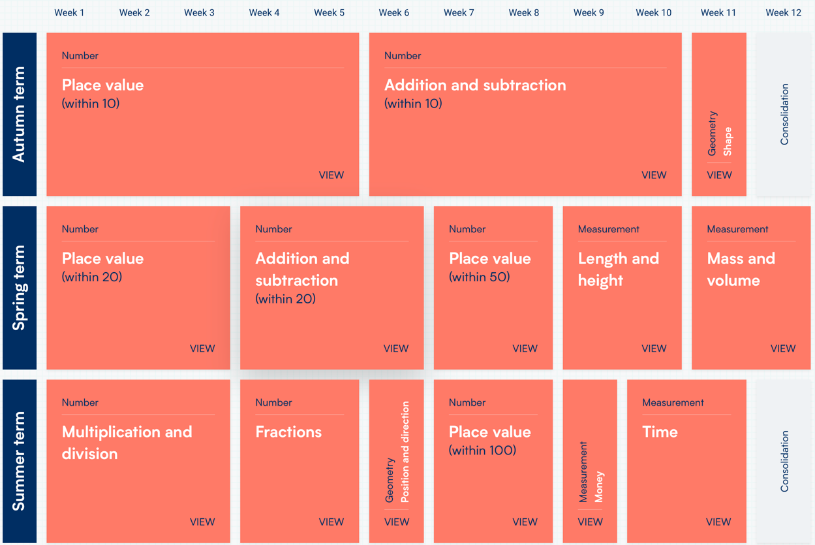 Week 1 Week 2 Week 3 Week 4 Week 5 Week 6 Week 7 Week 8 Week 9 Week 10 Week 11 Week 12
Autumn term
Number
Place value
(within 10)
VIEW
Number
Addition and subtraction
(within 10)
VIEW
Geometry
Shape
VIEW
Consolidation
Spring term
Number
Place value
(within 20)
VIEW
Number
Addition and
subtraction
(within 20)
VIEW
Number
Place value
(within 50)
VIEW
Measurement
Length and
height
VIEW
Measurement
Mass and
volume
VIEW
Summer term
Number
Multiplication and
division
VIEW
Number
Fractions
VIEW
Geometry
Position and direction
VIEW
Number
Place value
(within 100)
VIEW
Measurement
Money
VIEW
Measurement
Time
VIEW
Consolidation